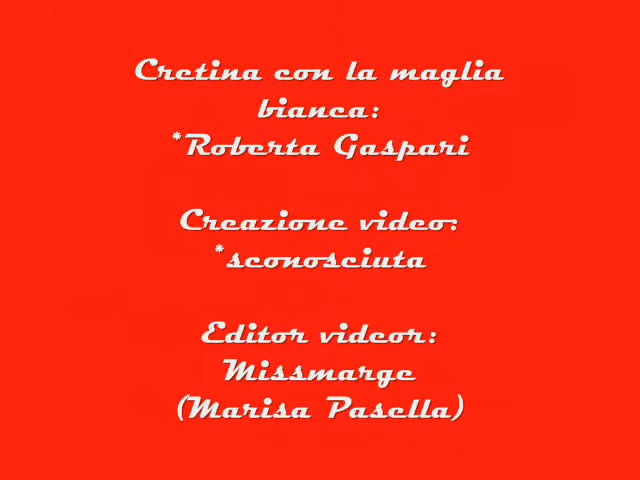 Cretina con la maglia
bianca:
*Roberta Gaspari
Creazione video:
*sconosciuta
Editor videor:
Missmarge
(Marisa Pasella)